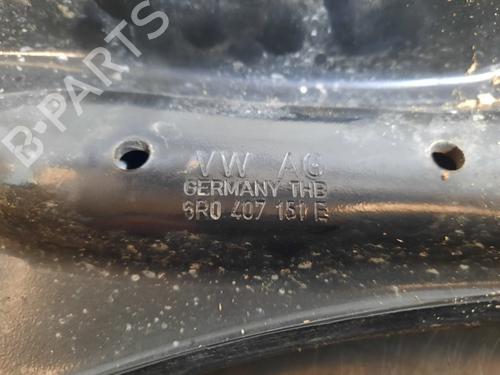 B-PARTS
VW AG
GERMANY THB
6R0 407 151 E